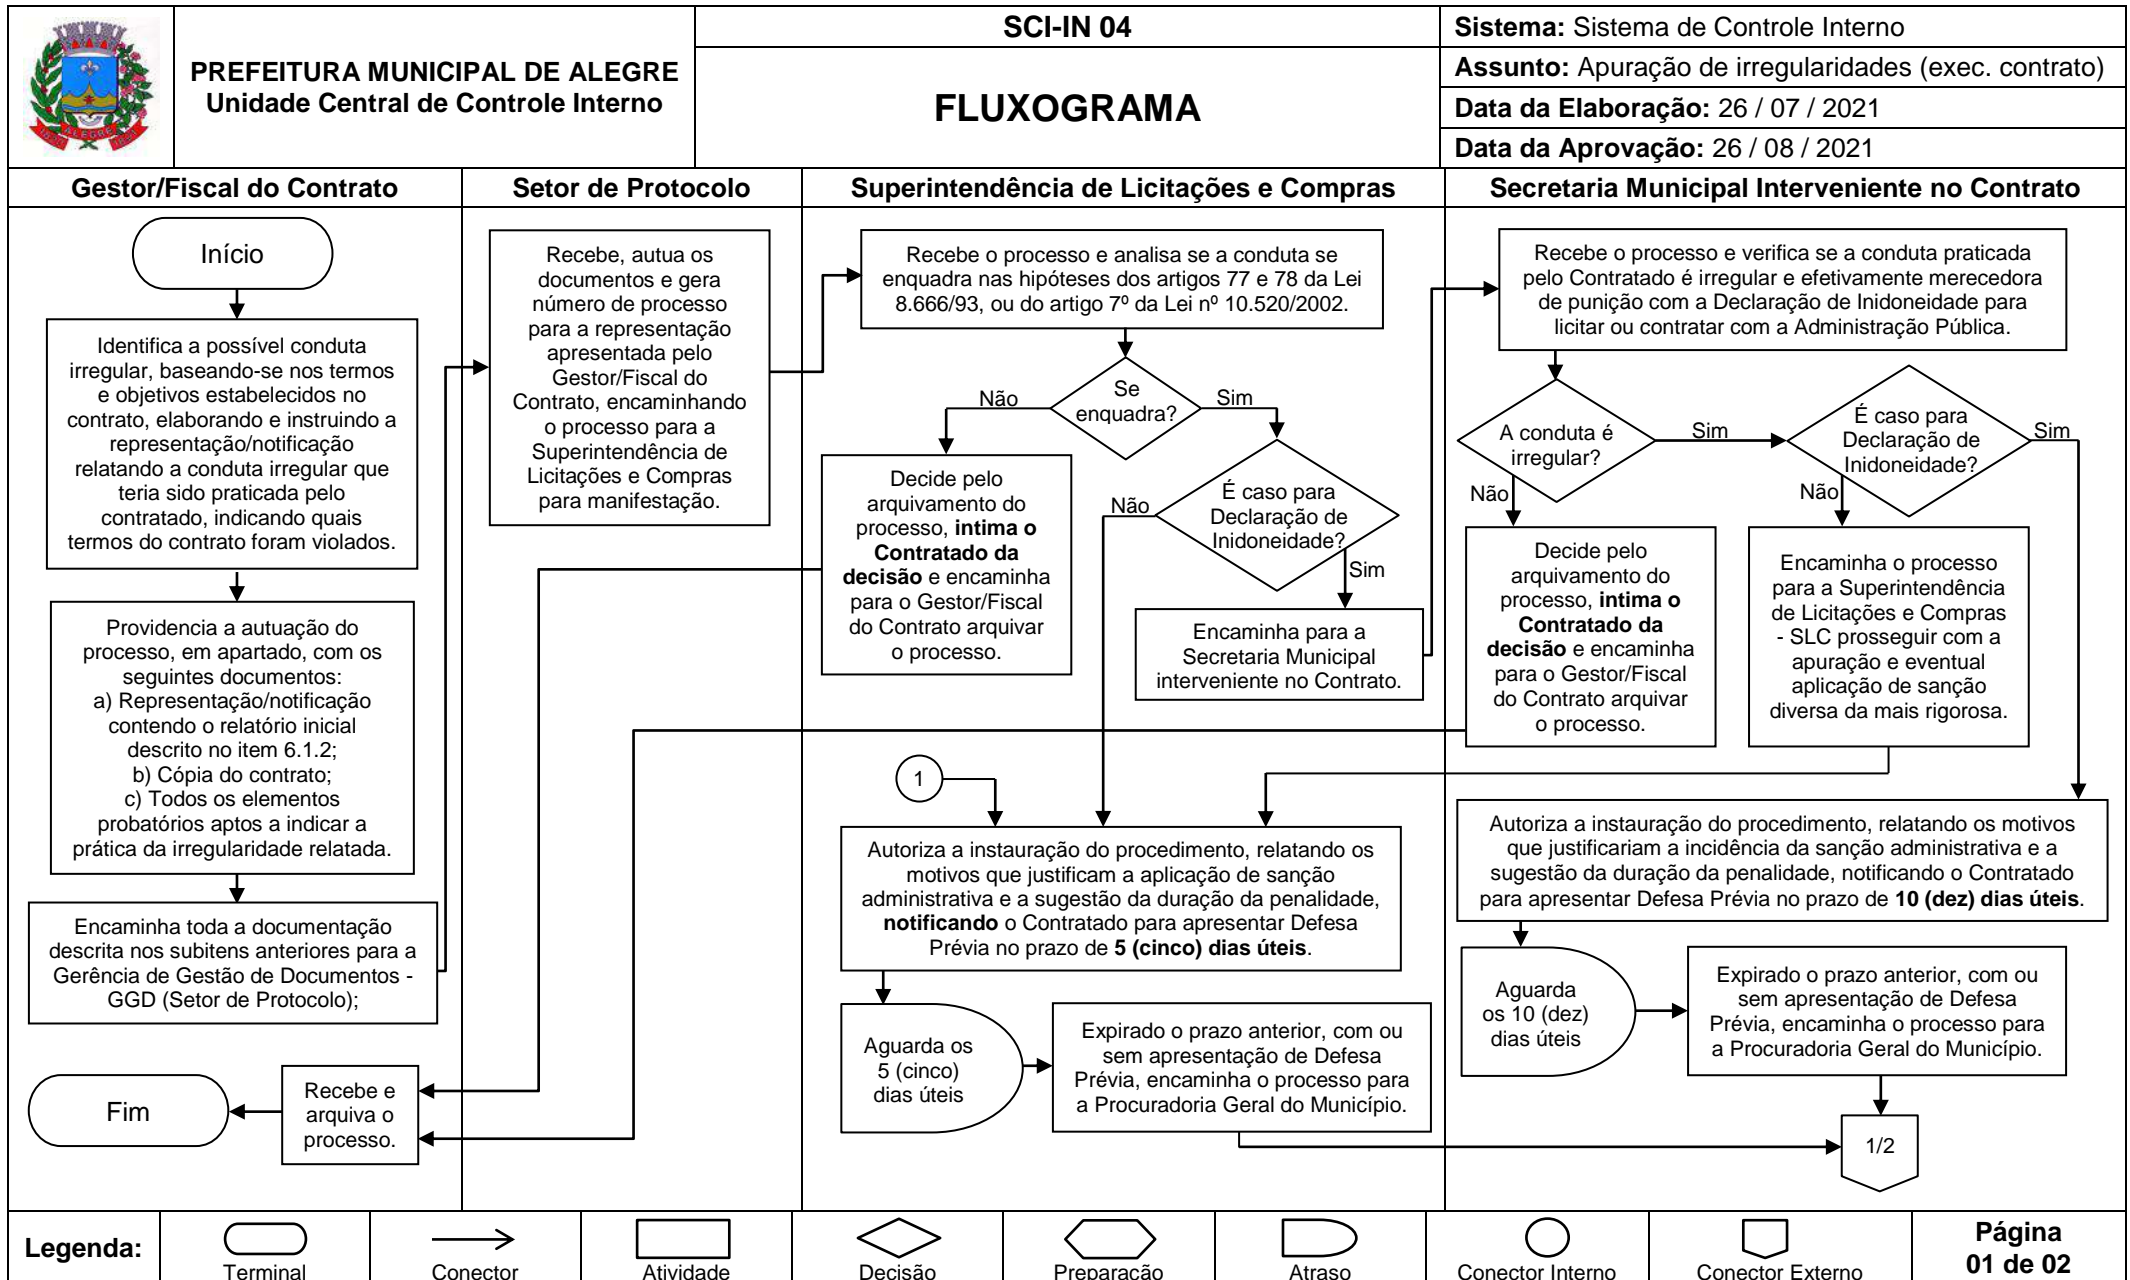 PREFEITURA MUNICIPAL DE ALEGRE
Unidade Central de Controle Interno
SCI-IN 04
FLUXOGRAMA
Sistema: Sistema de Controle Interno
Assunto: Apuração de irregularidades (exec. contrato)
Data da Elaboração: 26 / 07 / 2021
Data da Aprovação: 26 / 08 / 2021
ALEGRE
Gestor/Fiscal do Contrato
Início
Identifica a possível conduta
irregular, baseando-se nos termos
e objetivos estabelecidos no
contrato, elaborando e instruindo a
representação/notificação
relatando a conduta irregular que
teria sido praticada pelo
contratado, indicando quais
termos do contrato foram violados.
Providencia a autuação do
processo, em apartado, com os
seguintes documentos:
a) Representação/notificação
contendo o relatório inicial
descrito no item 6.1.2;
b) Cópia do contrato;
c) Todos os elementos
probatórios aptos a indicar a
prática da irregularidade relatada.
Encaminha toda a documentação
descrita nos subitens anteriores para a
Gerência de Gestão de Documentos -
GGD (Setor de Protocolo);
Recebe e
arquiva o
processo.
Fim
Setor de Protocolo
Recebe, autua os
documentos e gera
número de processo
para a representação
apresentada pelo
Gestor/Fiscal do
Contrato, encaminhando
o processo para a
Superintendência de
Licitações e Compras
para manifestação.
Superintendência de Licitações e Compras
Recebe o processo e analisa se a conduta se
enquadra nas hipóteses dos artigos 77 e 78 da Lei
8.666/93, ou do artigo 7º da Lei nº 10.520/2002.
Se
enquadra?
Não
Sim
Decide pelo
arquivamento do
processo, intima o
Contratado da
decisão e encaminha
para o Gestor/Fiscal
do Contrato arquivar
o processo.
É caso para
Declaração de
Inidoneidade?
Não
Sim
Encaminha para a
Secretaria Municipal
interveniente no Contrato.
1
Autoriza a instauração do procedimento, relatando os
motivos que justificam a aplicação de sanção
administrativa e a sugestão da duração da penalidade,
notificando o Contratado para apresentar Defesa
Prévia no prazo de 5 (cinco) dias úteis.
Aguarda os
5 (cinco)
dias úteis
Expirado o prazo anterior, com ou
sem apresentação de Defesa
Prévia, encaminha o processo para
a Procuradoria Geral do Município.
Secretaria Municipal Interveniente no Contrato
Recebe o processo e verifica se a conduta praticada
pelo Contratado é irregular e efetivamente merecedora
de punição com a Declaração de Inidoneidade para
licitar ou contratar com a Administração Pública.
A conduta é
irregular?
Sim
Não
É caso para
Declaração de
Inidoneidade?
Sim
Não
Decide pelo
arquivamento do
processo, intima o
Contratado da
decisão e encaminha
para o Gestor/Fiscal
do Contrato arquivar
o processo.
Encaminha o processo
para a Superintendência
de Licitações e Compras
- SLC prosseguir com a
apuração e eventual
aplicação de sanção
diversa da mais rigorosa.
Autoriza a instauração do procedimento, relatando os motivos
que justificariam a incidência da sanção administrativa e a
sugestão da duração da penalidade, notificando o Contratado
para apresentar Defesa Prévia no prazo de 10 (dez) dias úteis.
Aguarda
os 10 (dez)
dias úteis
Expirado o prazo anterior, com ou
sem apresentação de Defesa
Prévia, encaminha o processo para
a Procuradoria Geral do Município.
1/2
Legenda:
Terminal
Conector
Atividade
Decisão
Preparação
Atraso
Conector Interno
Conector Externo
Página
01 de 02